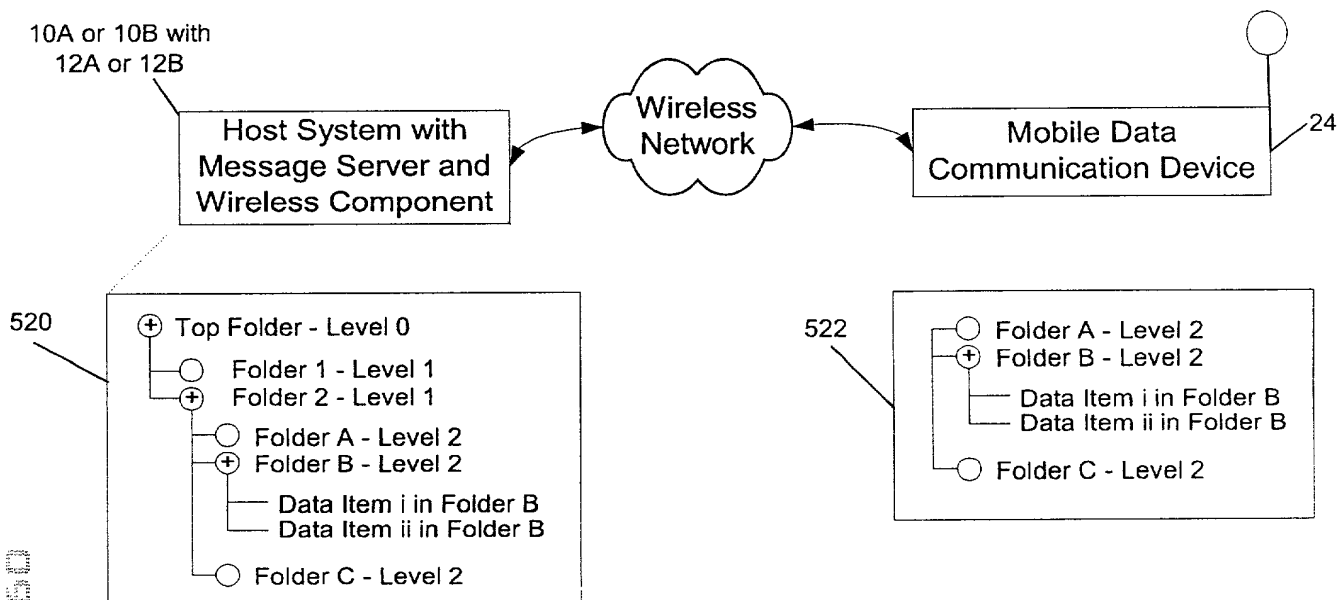 10A or 10B with
12A or 12B
Host System with
Message Server and
Wireless Component
Wireless
Network
Mobile Data
Communication Device
24
520
Top Folder - Level 0
Folder 1 - Level 1
Folder 2 - Level 1
Folder A - Level 2
Folder B - Level 2
Data Item i in Folder B
Data Item ii in Folder B
Folder C - Level 2
522
Folder A - Level 2
Folder B - Level 2
Data Item i in Folder B
Data Item ii in Folder B
Folder C - Level 2